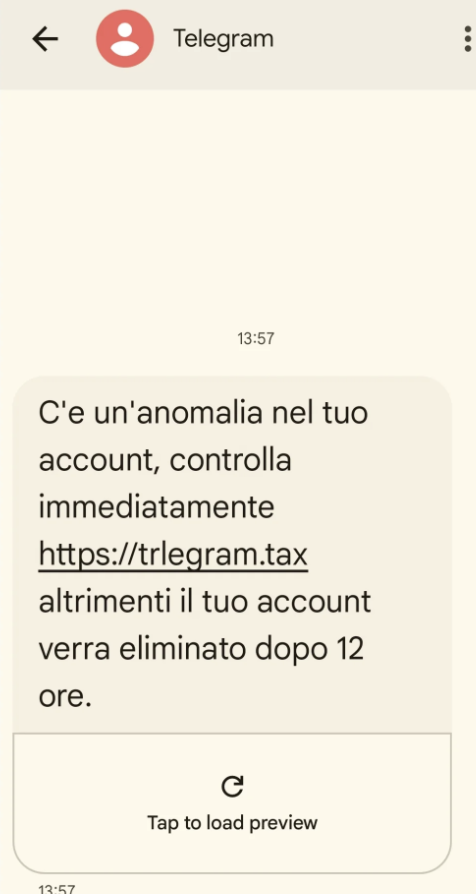 Telegram
13:57
C'e un'anomalia nel tuo
account, controlla
immediatamente
https://trlegram.tax
altrimenti il tuo account
verra eliminato dopo 12
ore.
Tap to load preview
13:57